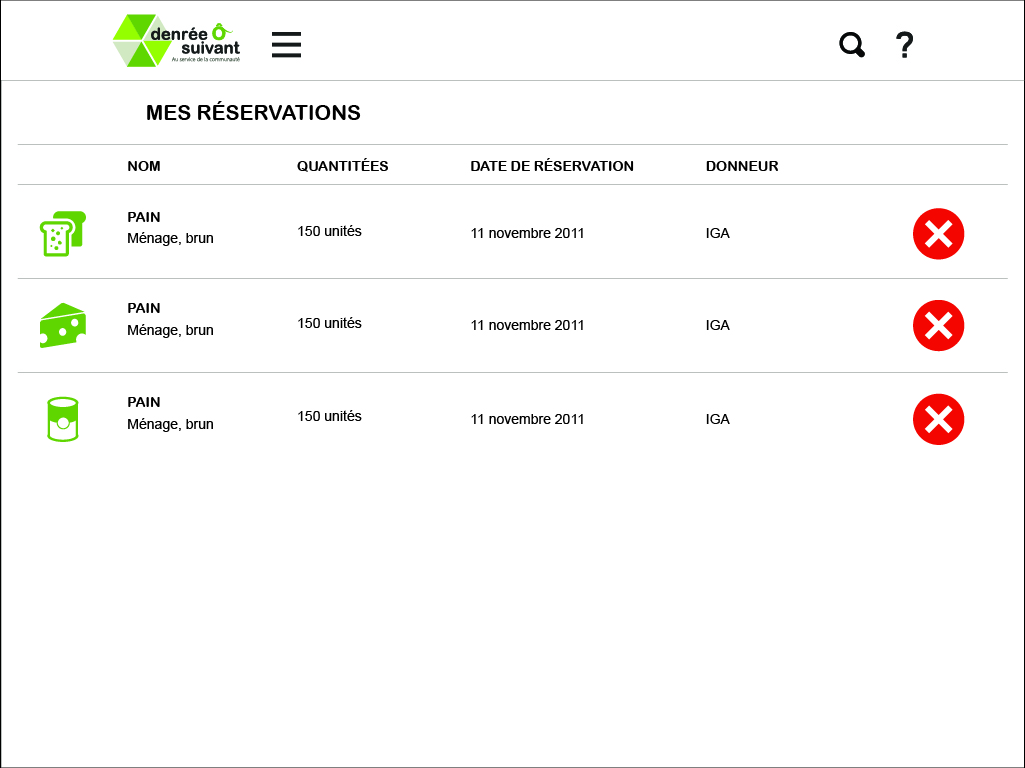 denrée Ô
suivant
Au service de la communauté
?
MES RÉSERVATIONS
NOM QUANTITÉES DATE DE RÉSERVATION DONNEUR
PAIN
Ménage, brun
150 unités 11 novembre 2011 IGA
PAIN
Ménage, brun
150 unités 11 novembre 2011 IGA
PAIN
Ménage, brun
150 unités 11 novembre 2011 IGA